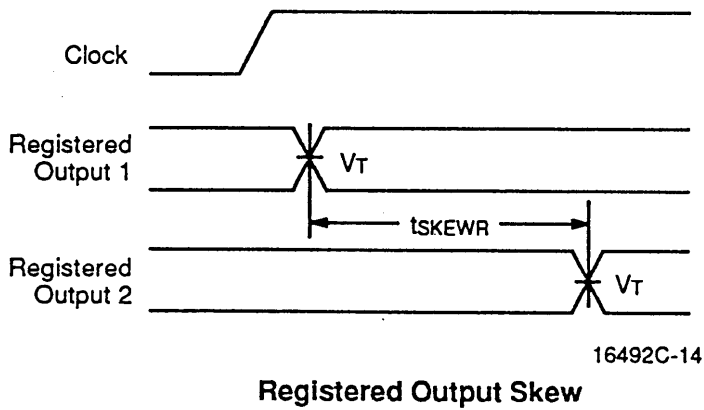 Clock
Registered
Output 1
VT
tSKEWR
Registered
Output 2
VT
16492C-14
Registered Output Skew